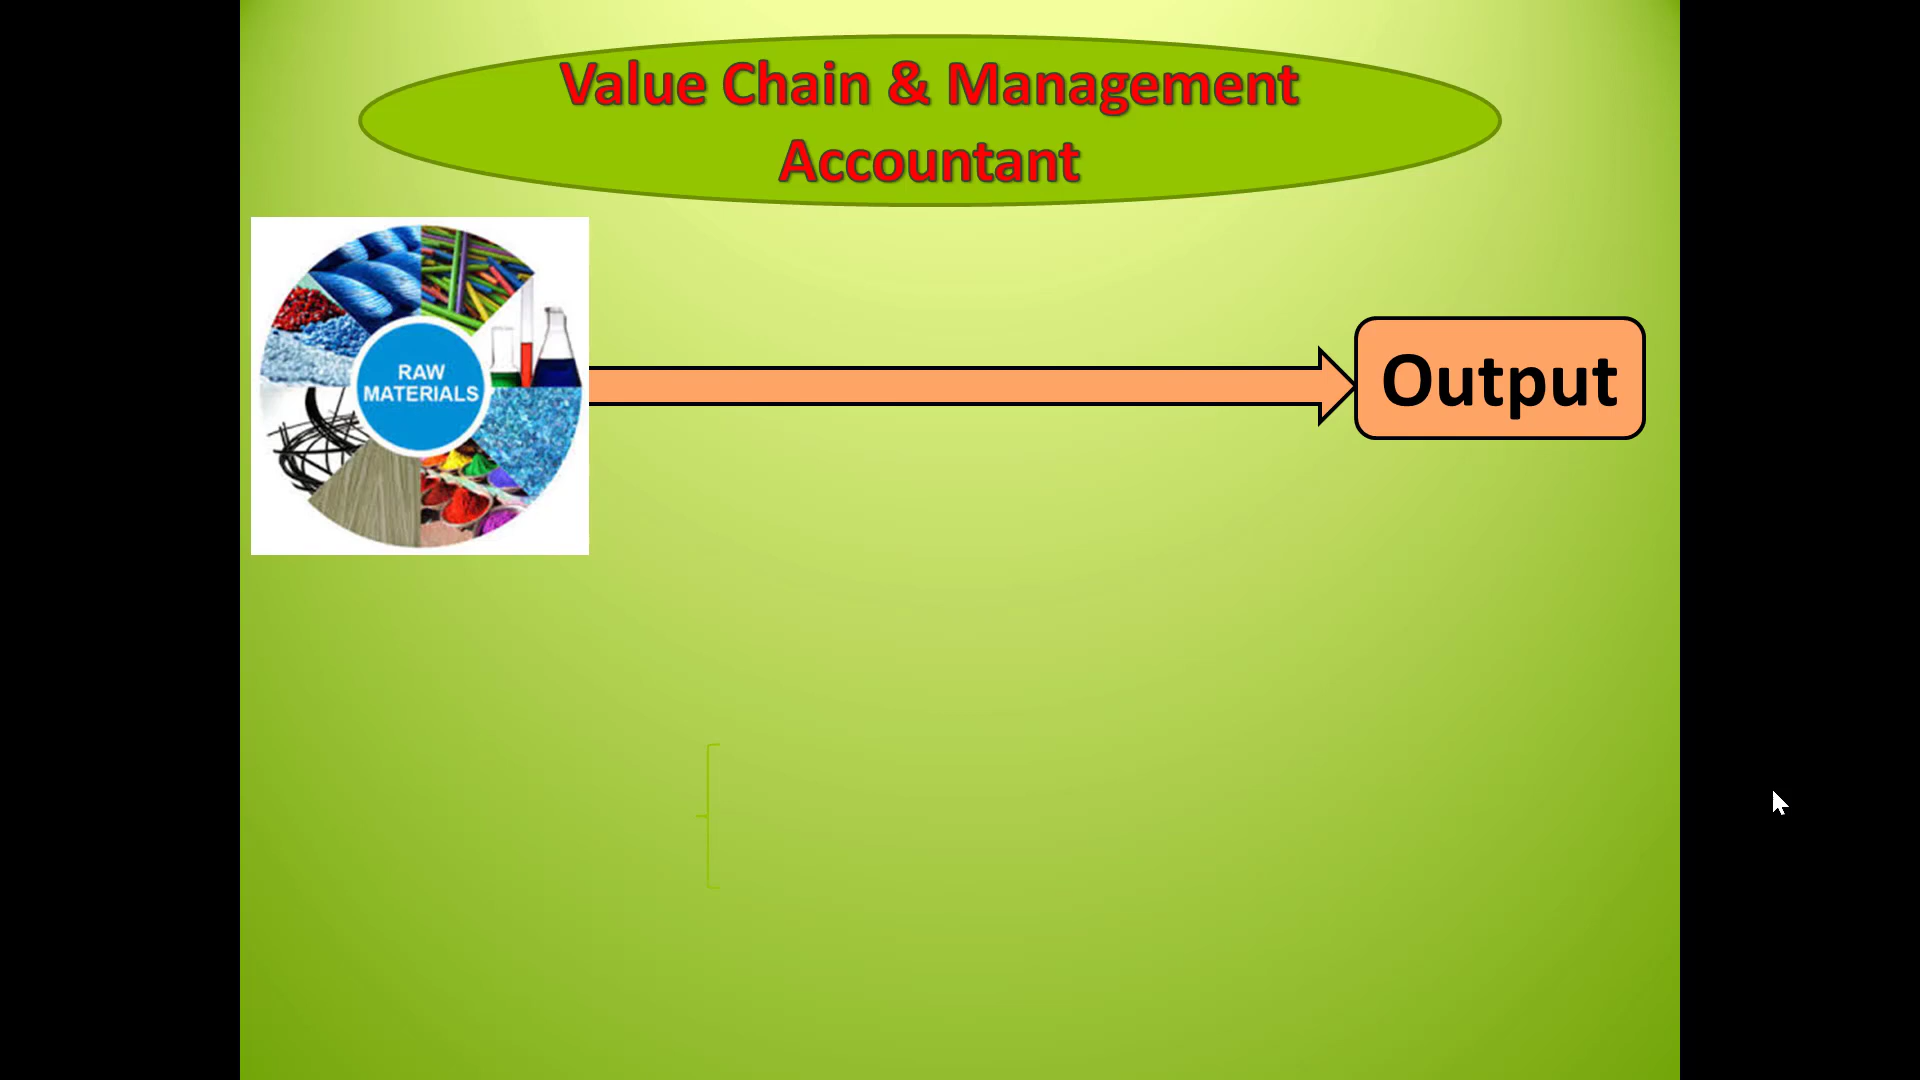 Value Chain & Management
Accountant
RAW
MATERIALS
Output